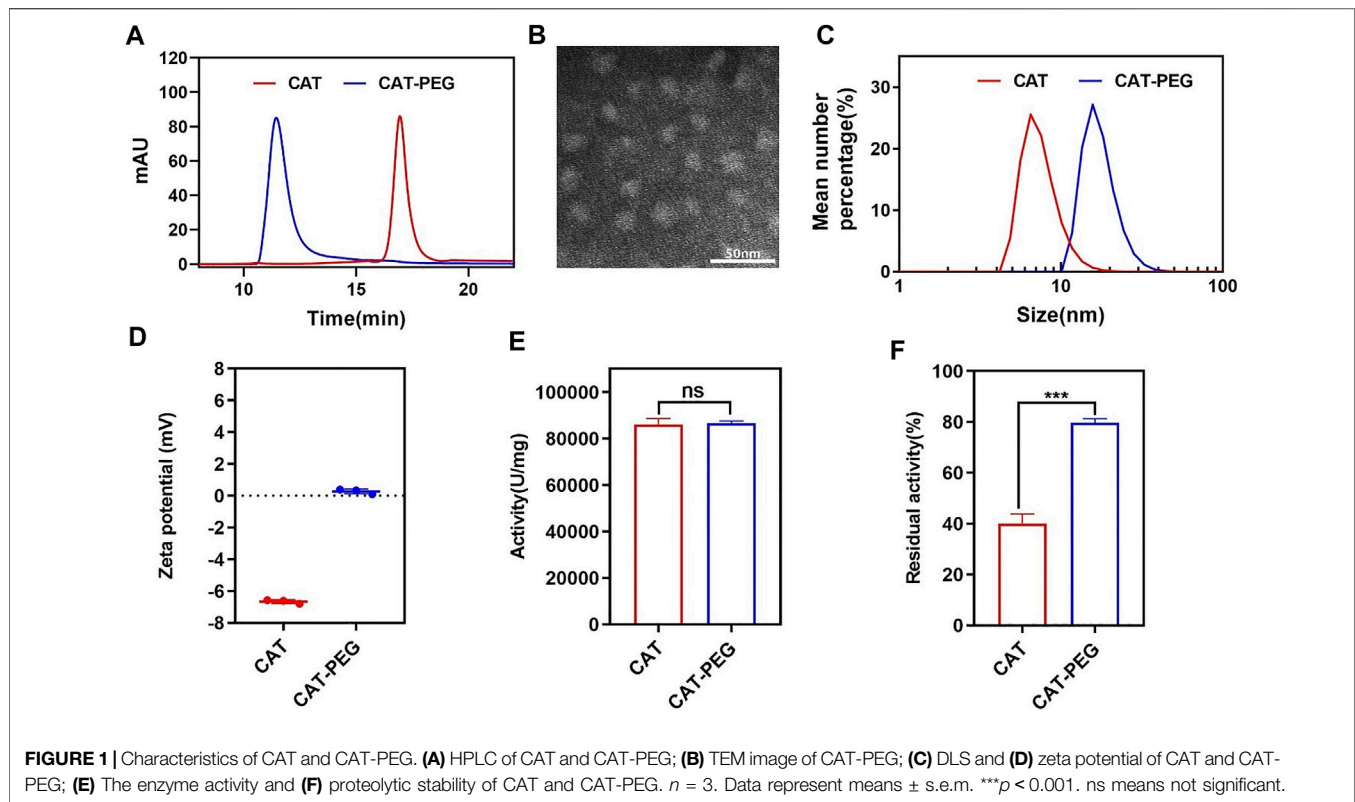 A
120
100
80
60
40
20
0
mAU
CAT CAT-PEG
10 15 20
Time(min)
B
50nm
C
30
20
10
0
Mean number
percentage(%)
CAT CAT-PEG
1 10 100
Size(nm)
D
8
6
4
2
0
-2
-4
-6
-8
Zeta potential (mV)
CAT
CAT-PEG
E
100000
80000
60000
40000
20000
0
Activity(U/mg)
ns
CAT
CAT-PEG
F
100
80
60
40
20
0
Residual activity(%)
***
CAT
CAT-PEG
FIGURE 1 | Characteristics of CAT and CAT-PEG. (A) HPLC of CAT and CAT-PEG; (B) TEM image of CAT-PEG; (C) DLS and (D) zeta potential of CAT and CAT-
PEG; (E) The enzyme activity and (F) proteolytic stability of CAT and CAT-PEG. n = 3. Data represent means ± s.e.m. ***p < 0.001. ns means not significant.